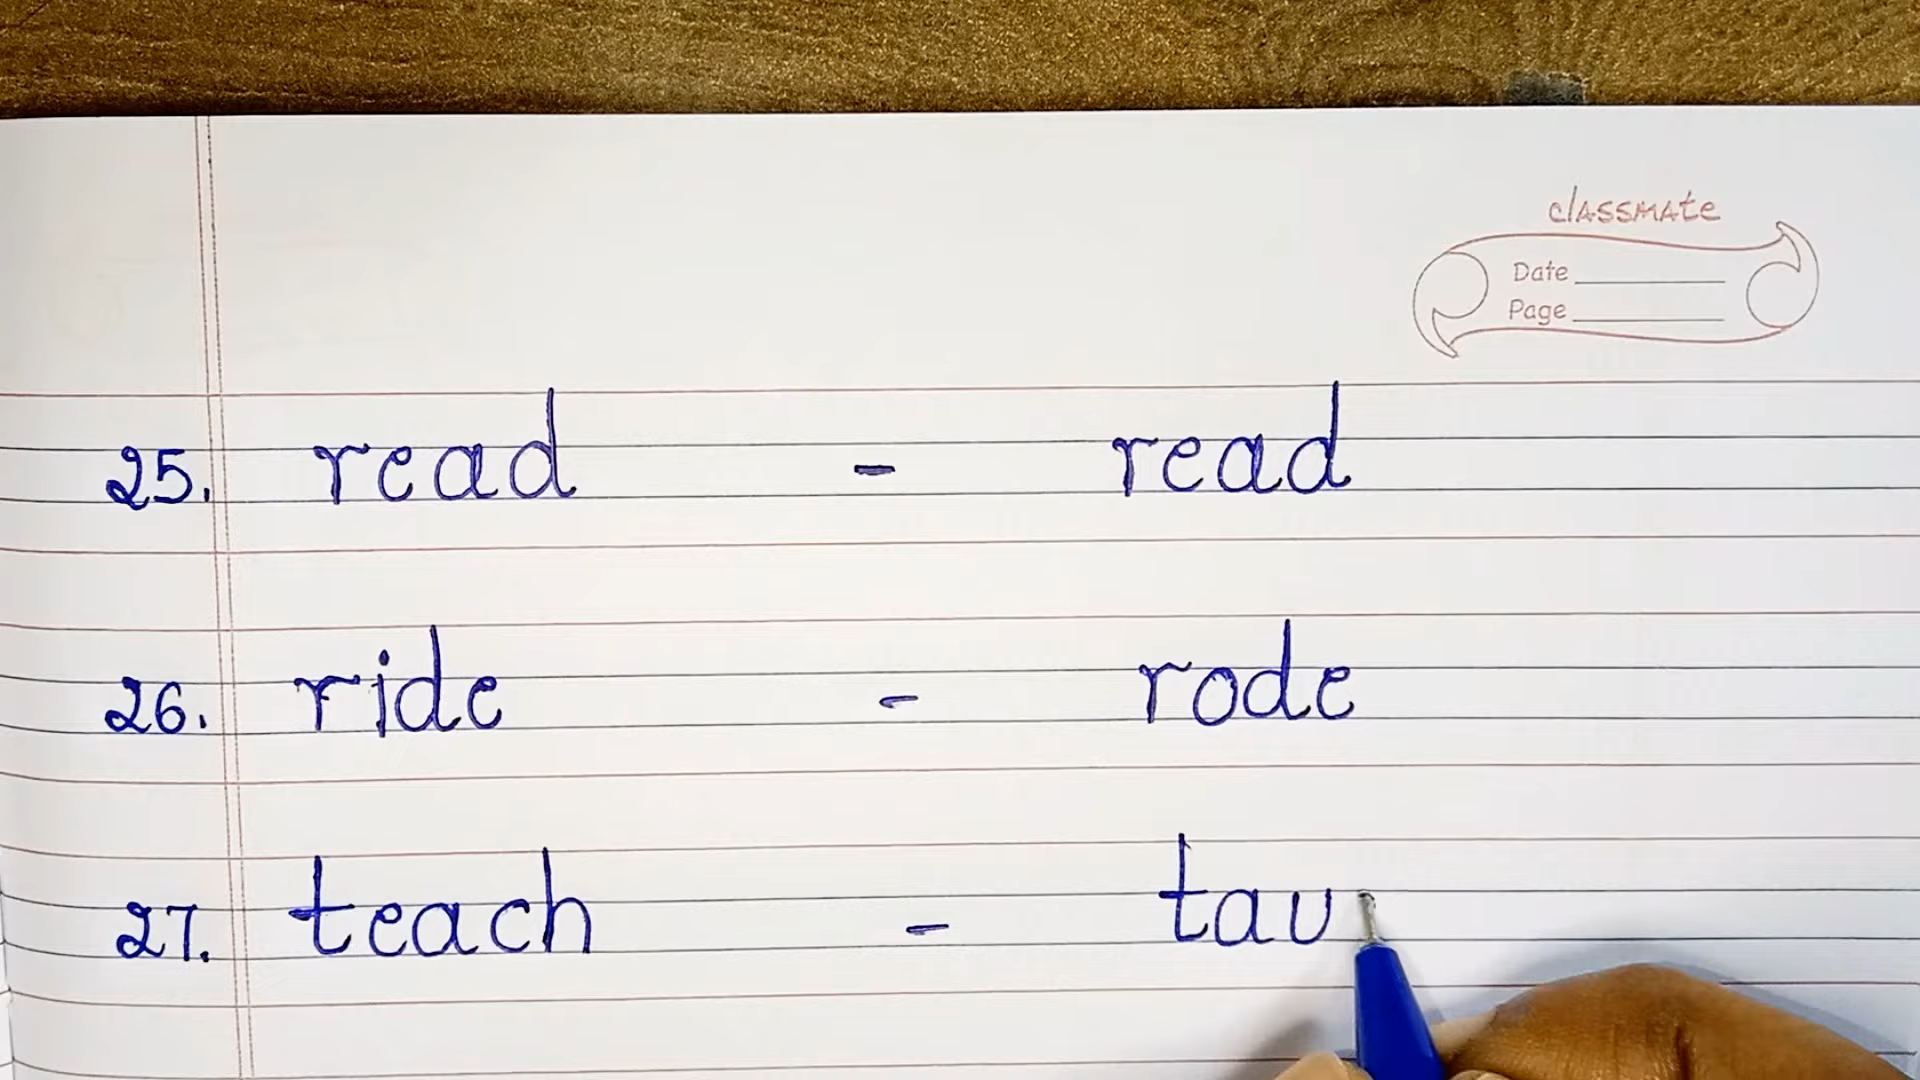 classmate
Date
Page
25. read - read
26. ride - rode
27. teach - tau